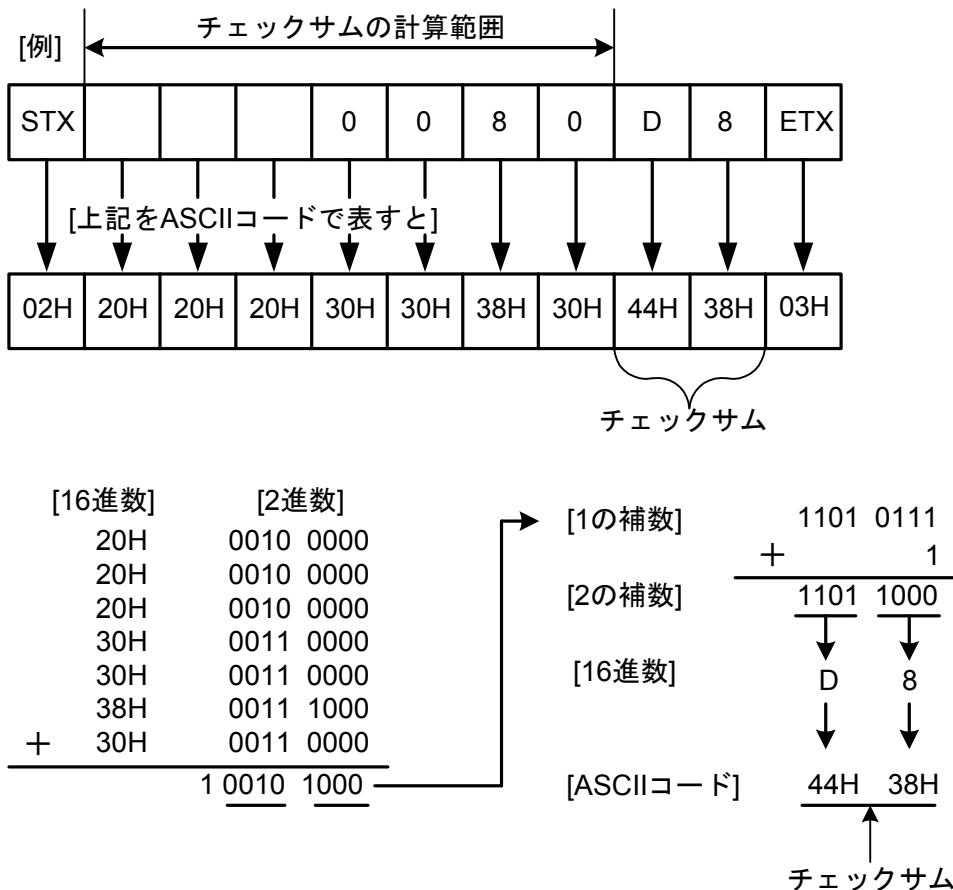 [例] チェックサムの計算範囲
STX 0 0 8 0 D 8 ETX
[上記をASCIIコードで表すと]
02H 20H 20H 20H 30H 30H 38H 30H 44H 38H 03H
チェックサム
[16進数] [2進数]
20H 0010 0000
20H 0010 0000
20H 0010 0000
30H 0011 0000
30H 0011 0000
38H 0011 1000
+ 30H 0011 0000
1 0010 1000
[1の補数] 1101 0111
+ 1
[2の補数] 1101 1000
[16進数] D 8
[ASCIIコード] 44H 38H
チェックサム